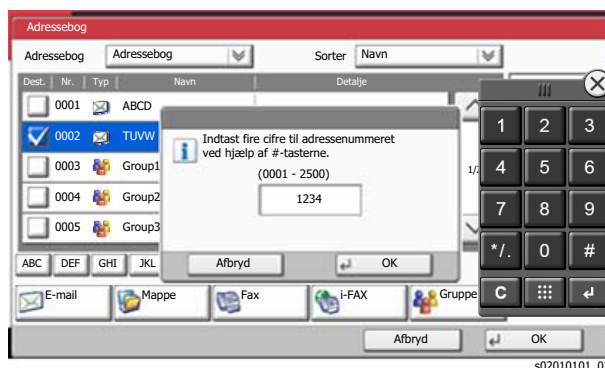 Adressebog
Adressebog Adressebog Sorter Navn
Dest. Nr. Typ Navn Detalje
0001 ABCD
0002 TUVW
0003 Group1
0004 Group2
0005 Group3
Indtast fire cifre til adressenummeret
ved hjælp af #-tasterne.
(0001 - 2500)
1234
Afbryd OK
1 2 3
4 5 6
7 8 9
*/. 0 #
C
ABC DEF GHI JKL
E-mail Mappe Fax i-FAX Gruppe
Afbryd OK